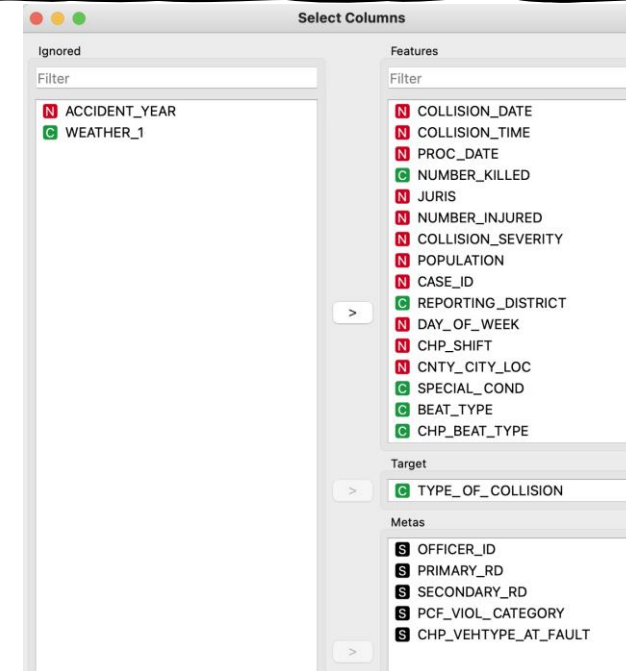 Select Columns
Ignored
Filter
N ACCIDENT_YEAR
C WEATHER_1
>
Features
Filter
N COLLISION_DATE
N COLLISION_TIME
N PROC_DATE
C NUMBER_KILLED
N JURIS
N NUMBER_INJURED
N COLLISION_SEVERITY
N POPULATION
N CASE_ID
C REPORTING_DISTRICT
N DAY_OF_WEEK
N CHP_SHIFT
N CNTY_CITY_LOC
C SPECIAL_COND
C BEAT_TYPE
C CHP_BEAT_TYPE
>
Target
C TYPE_OF_COLLISION
>
Metas
S OFFICER_ID
S PRIMARY_RD
S SECONDARY_RD
S PCF_VIOL_CATEGORY
S CHP_VEHTYPE_AT_FAULT